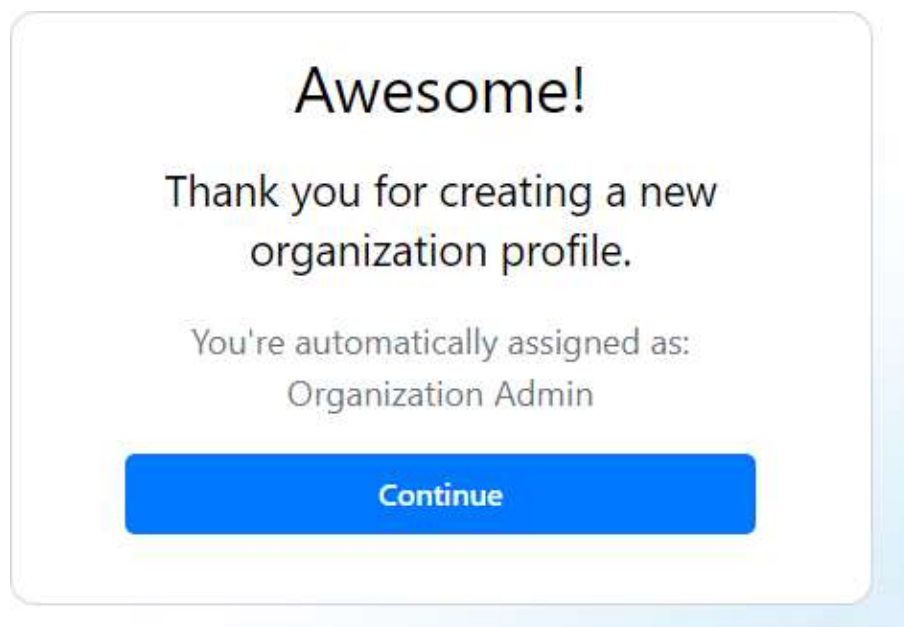 Awesome!
Thank you for creating a new
organization profile.
You're automatically assigned as:
Organization Admin
Continue